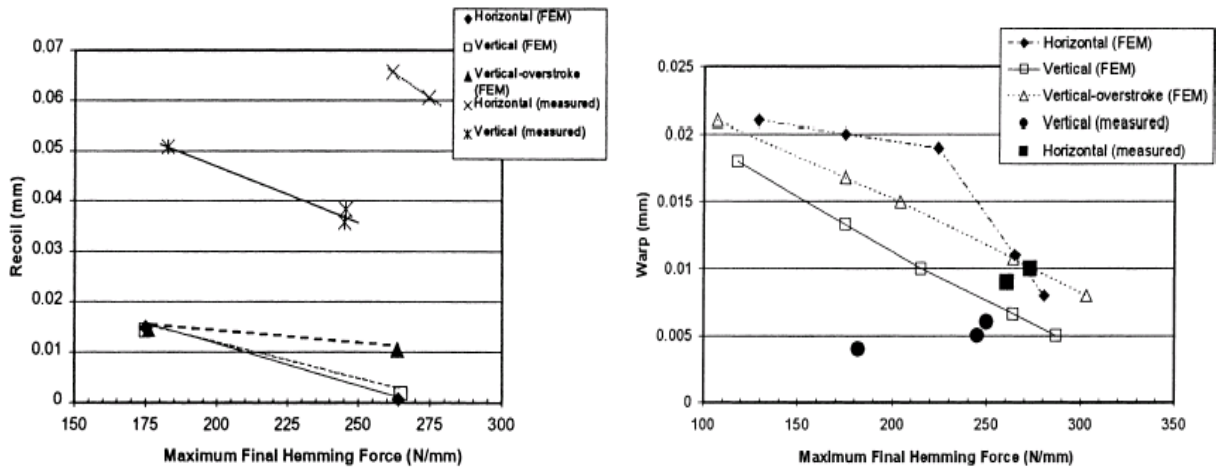 Horizontal (FEM)
Vertical (FEM)
Vertical-overstroke
(FEM)
Horizontal (measured)
Vertical (measured)
0.07
0.06
0.05
0.04
0.03
0.02
0.01
0
Recoil (mm)
150 175 200 225 250 275 300
Maximum Final Hemming Force (N/mm)
Horizontal (FEM)
Vertical (FEM)
Vertical-overstroke (FEM)
Vertical (measured)
Horizontal (measured)
0.025
0.02
0.015
0.01
0.005
0
Warp (mm)
100 150 200 250 300 350
Maximum Final Hemming Force (N/mm)